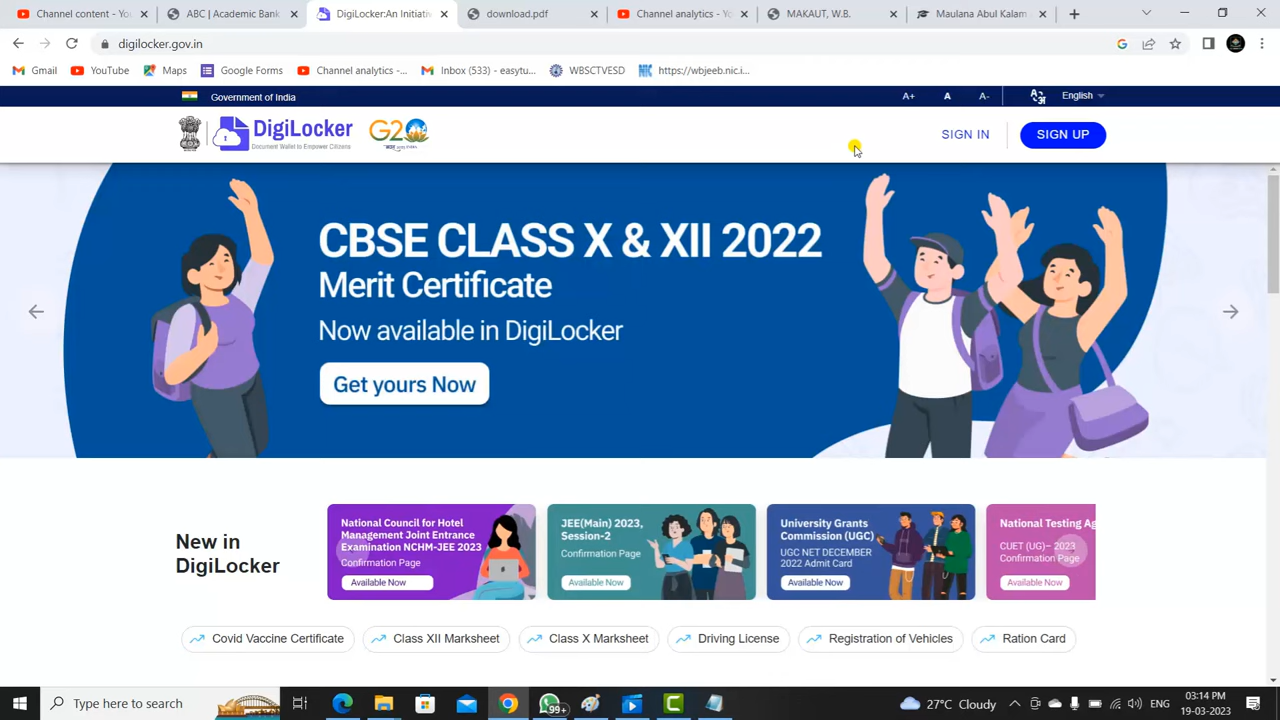 Content content - You
ABC | Academic Bank
DigiLocker:An Initiativ
download.pdf
Channel analytics - Yo
MAKAUT, W.B.
Maulana Abul Kalam
digilocker.gov.in
Gmail
YouTube
Maps
Google Forms
Channel analytics -...
Inbox (533) - easytu...
WBSCTVESD
https://wbjeeb.nic.i...
Government of India
A+
A
A-
English
DigiLocker
Document Wallet to Empower Citizens
G20
SIGN IN
SIGN UP
CBSE CLASS X & XII 2022
Merit Certificate
Now available in DigiLocker
Get yours Now
New in
DigiLocker
National Council for Hotel
Management Joint Entrance
Examination NCHM-JEE 2023
Confirmation Page
Available Now
JEE(Main) 2023,
Session-2
Confirmation Page
Available Now
University Grants
Commission (UGC)
UGC NET DECEMBER
2022 Admit Card
Available Now
National Testing Ag
CUET (UG)– 2023
Confirmation Page
Available Now
Covid Vaccine Certificate
Class XII Marksheet
Class X Marksheet
Driving License
Registration of Vehicles
Ration Card
Type here to search
99+
27°C Cloudy
ENG
03:14 PM
19-03-2023